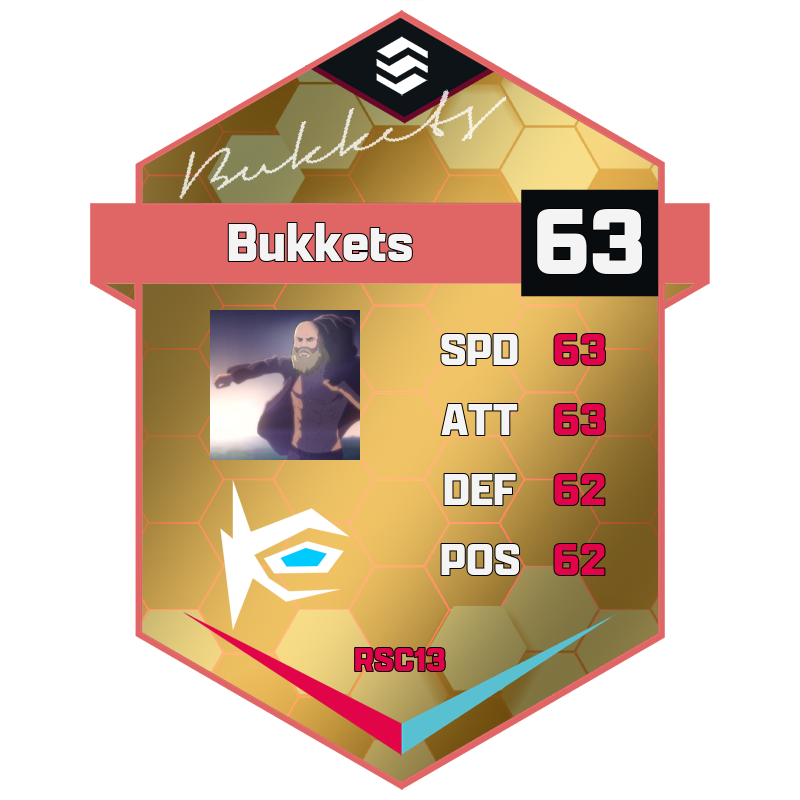 Bukkets
Bukkets 63
SPD 63
ATT 63
DEF 62
POS 62
RSC13